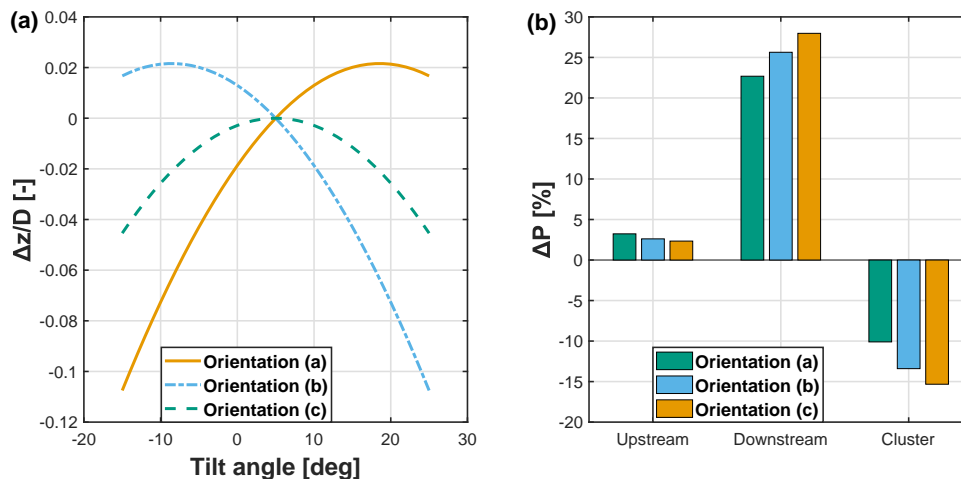 (a)
0.04
0.02
0
-0.02
-0.04
-0.06
-0.08
-0.1
-0.12
Δz/D [-]
-20
-10
0
10
20
30
Tilt angle [deg]
Orientation (a)
Orientation (b)
Orientation (c)
(b)
30
25
20
15
10
5
0
-5
-10
-15
-20
ΔP [%]
Upstream
Downstream
Cluster
Orientation (a)
Orientation (b)
Orientation (c)